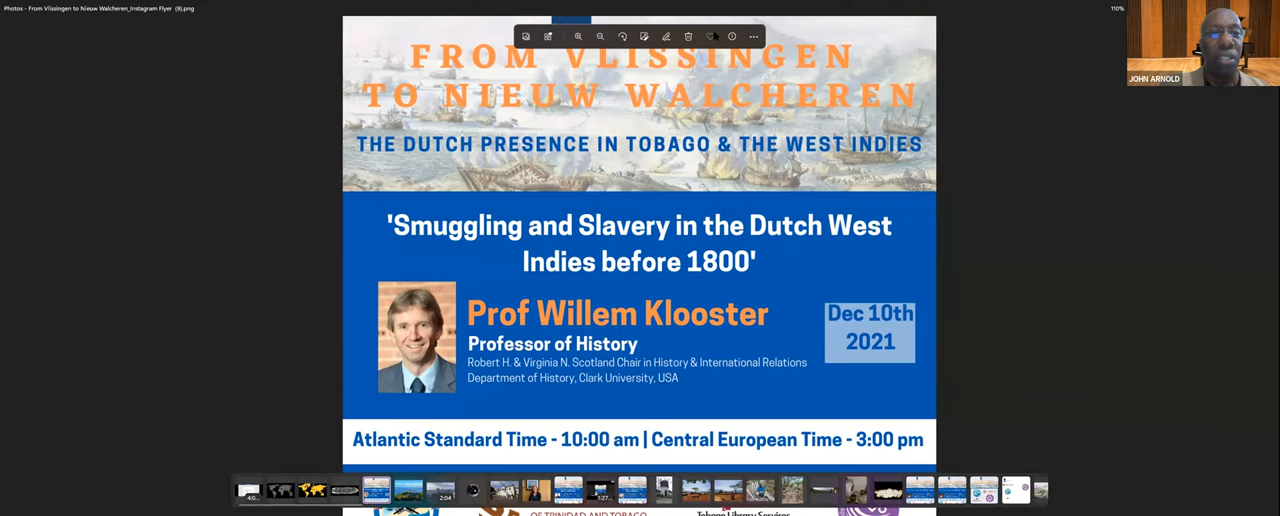 Photos - From Vlissingen to Nieuw Walcheren_Instagram Flyer (9).png
110%
JOHN ARNOLD
FROM VLISSINGEN
TO NIEUW WALCHEREN
THE DUTCH PRESENCE IN TOBAGO & THE WEST INDIES
'Smuggling and Slavery in the Dutch West
Indies before 1800'
Prof Willem Klooster
Professor of History
Robert H. & Virginia N. Scotland Chair in History & International Relations
Department of History, Clark University, USA
Dec 10th
2021
Atlantic Standard Time - 10:00 am | Central European Time - 3:00 pm
2:04
OF TRINIDAD AND TOBAGO
Tobago Library Services